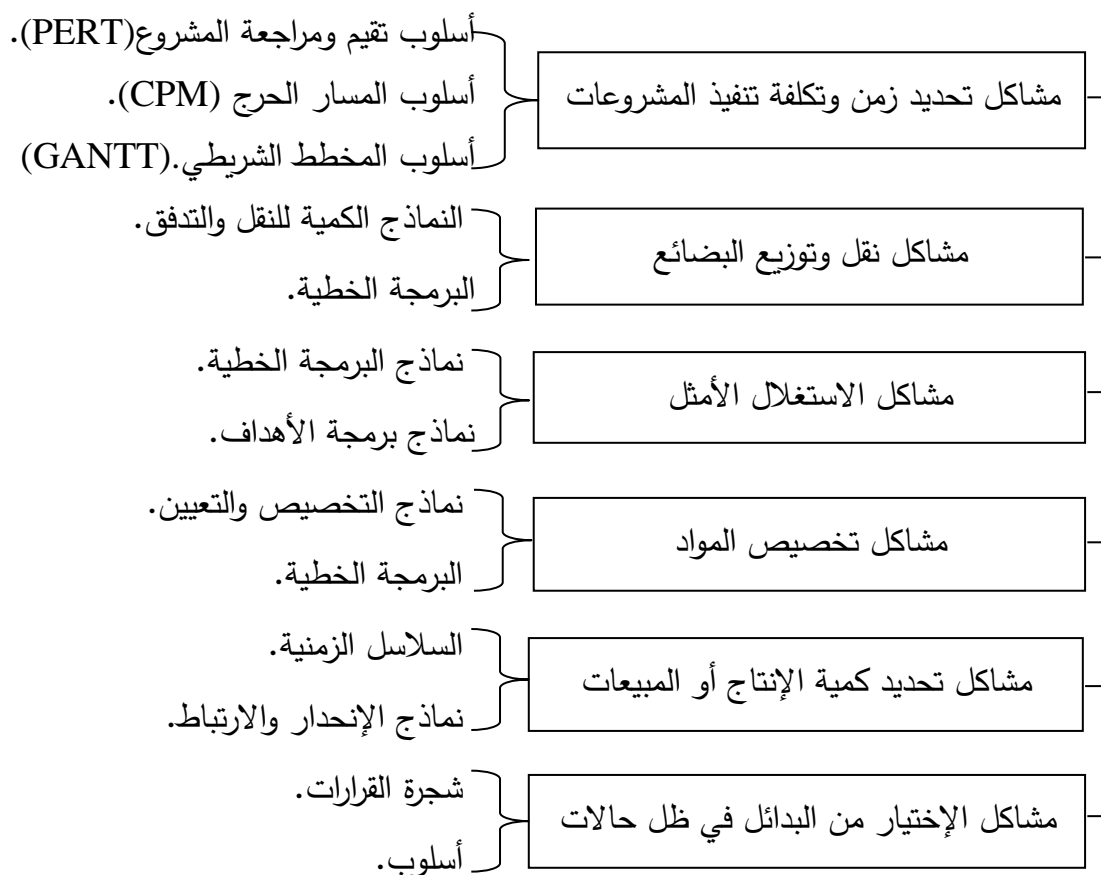 أسلوب تقيم ومراجعة المشروع(PERT).
مشاكل تحديد زمن وتكلفة تنفيذ المشروعات
أسلوب المسار الحرج (CPM).
أسلوب المخطط الشريطي.(GANTT)
مشاكل نقل وتوزيع البضائع
النماذج الكمية للنقل والتدفق.
البرمجة الخطية.
مشاكل الاستغلال الأمثل
نماذج البرمجة الخطية.
نماذج برمجة الأهداف.
مشاكل تخصيص المواد
نماذج التخصيص والتعيين.
البرمجة الخطية.
مشاكل تحديد كمية الإنتاج أو المبيعات
السلاسل الزمنية.
نماذج الإنحدار والارتباط.
مشاكل الإختيار من البدائل في ظل حالات
شجرة القرارات.
أسلوب.